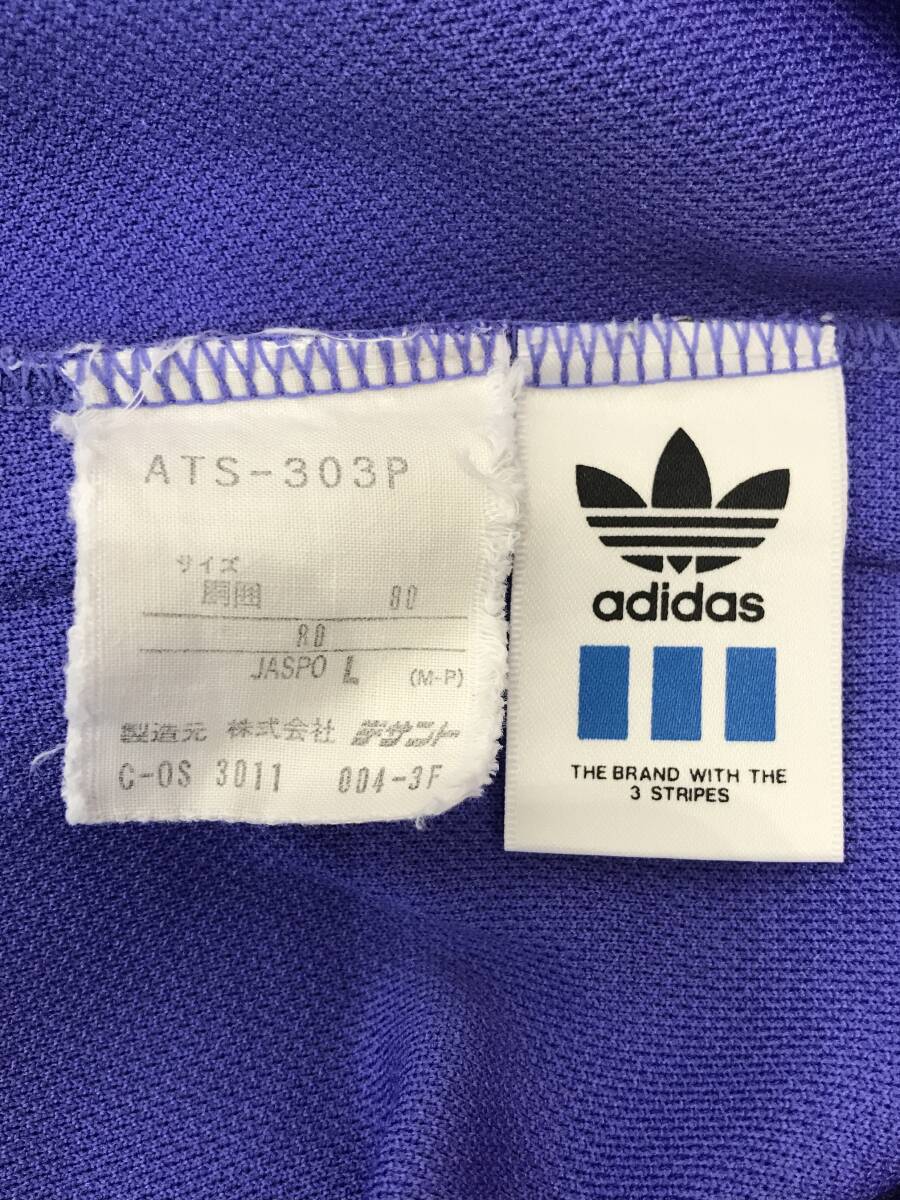 ATS-303P
サイズ
胴囲 80
80
JASPO L (M-P)
製造元 株式会社 デサント
C-OS 3011 004-3F
adidas
THE BRAND WITH THE
3 STRIPES